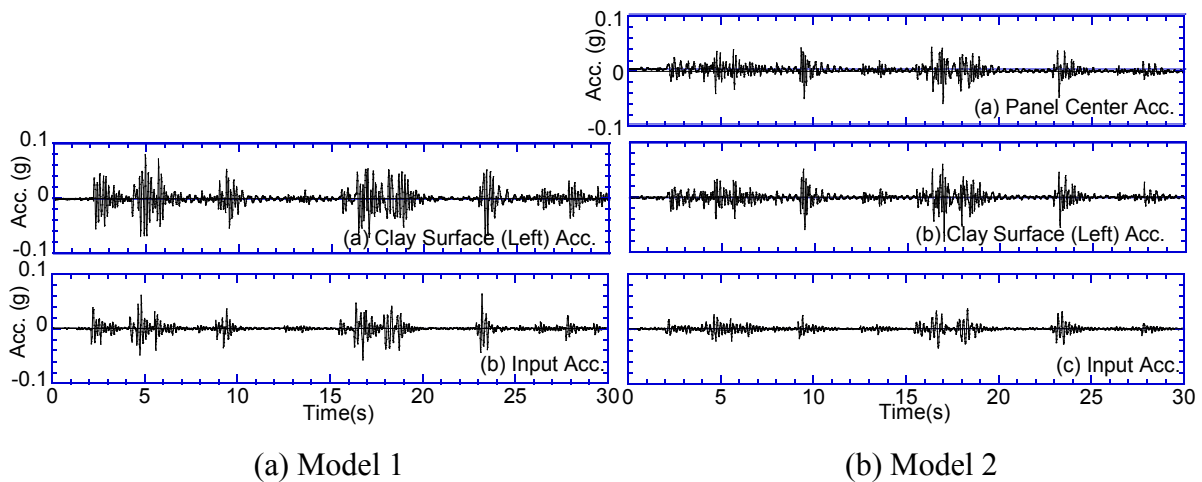 0.1
Acc. (g)
0
-0.1
(a) Clay Surface (Left) Acc.
0.1
Acc. (g)
0
-0.1
(b) Input Acc.
0 5 10 15 20 25 30
Time(s)
(a) Model 1
0.1
Acc. (g)
0
-0.1
(a) Panel Center Acc.
(b) Clay Surface (Left) Acc.
(c) Input Acc.
0 5 10 15 20 25 30
Time(s)
(b) Model 2